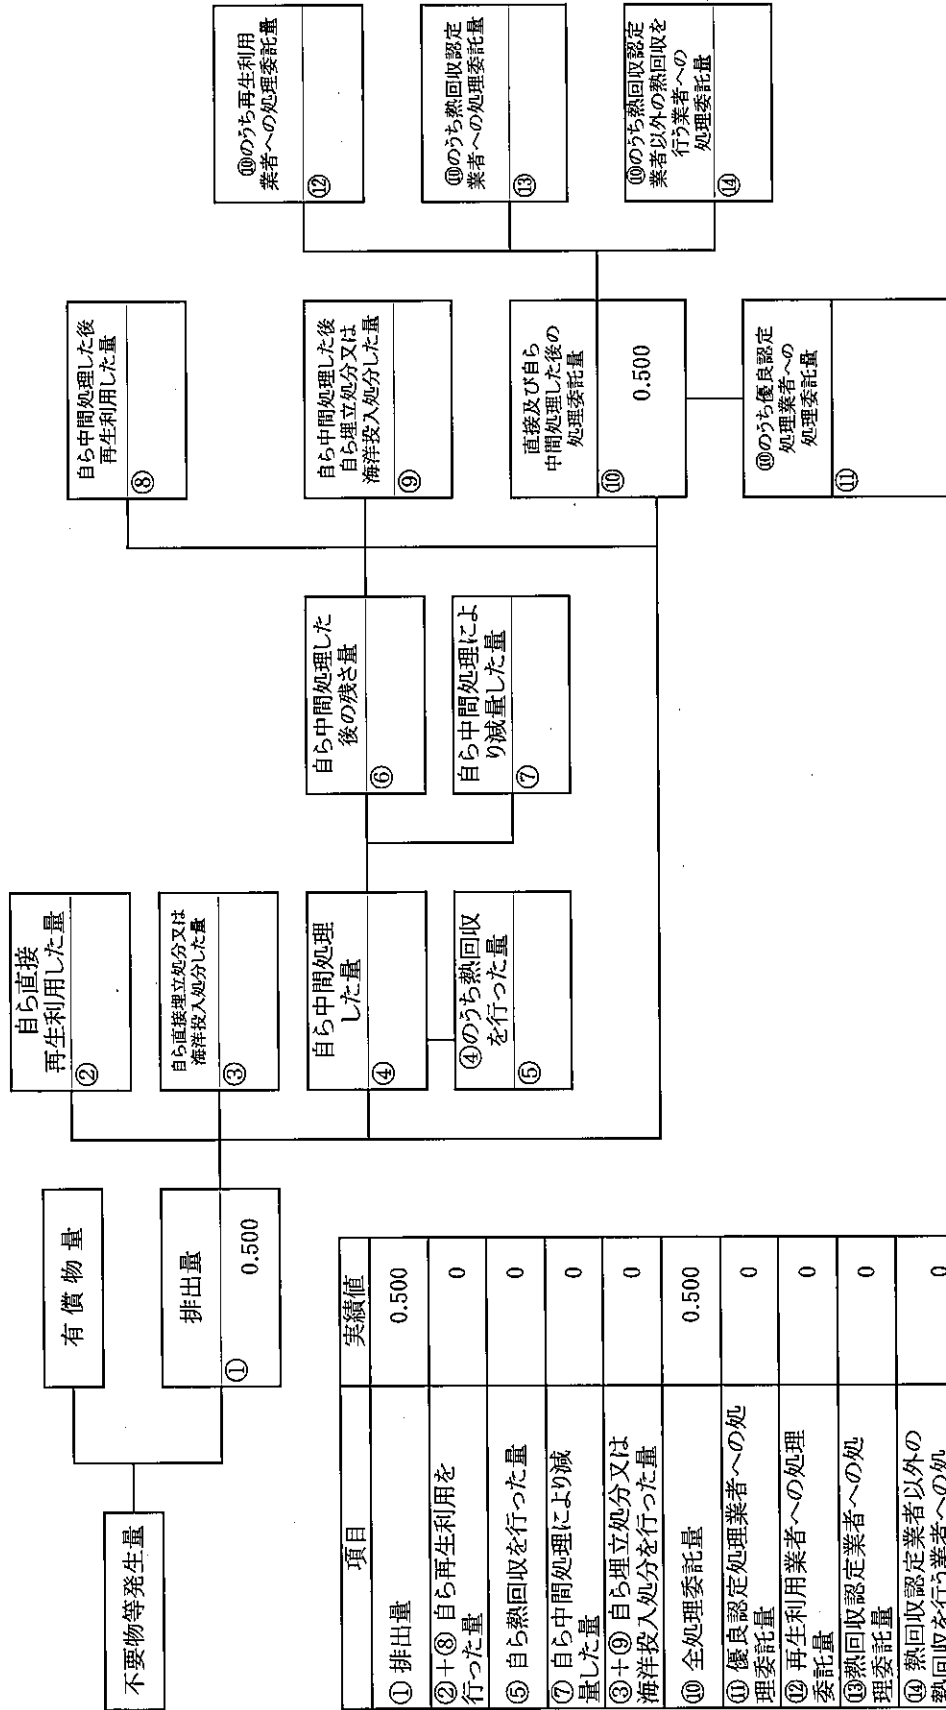 不要物等発生量
有償物量
排出量
①
0.500
自ら直接
再生利用した量
②
自ら直接埋立処分又は
海洋投入処分した量
③
自ら中間処理
した量
④
④のうち熱回収
を行った量
⑤
自ら中間処理した
後の残さ量
⑥
自ら中間処理によ
り減量した量
⑦
自ら中間処理した後
再生利用した量
⑧
自ら中間処理した後
自ら埋立処分又は
海洋投入処分した量
⑨
直接及び自ら
中間処理した後の
処理委託量
⑩
0.500
⑩のうち優良認定
処理業者への
処理委託量
⑪
⑩のうち再生利用
業者への処理委託量
⑫
⑩のうち熱回収認定
業者への処理委託量
⑬
⑩のうち熱回収認定
業者以外の熱回収を
行う業者への
処理委託量
⑭
項目 実績値
① 排出量 0.500
②+⑧ 自ら再生利用を
行った量 0
⑤ 自ら熱回収を行った量 0
⑦ 自ら中間処理により減
量した量 0
③+⑨ 自ら埋立処分又は
海洋投入処分を行った量 0
⑩ 全処理委託量 0.500
⑪ 優良認定処理業者への処
理委託量 0
⑫ 再生利用業者への処理
委託量 0
⑬熱回収認定業者への処
理委託量 0
⑭ 熱回収認定業者以外の
熱回収を行う業者への処 0